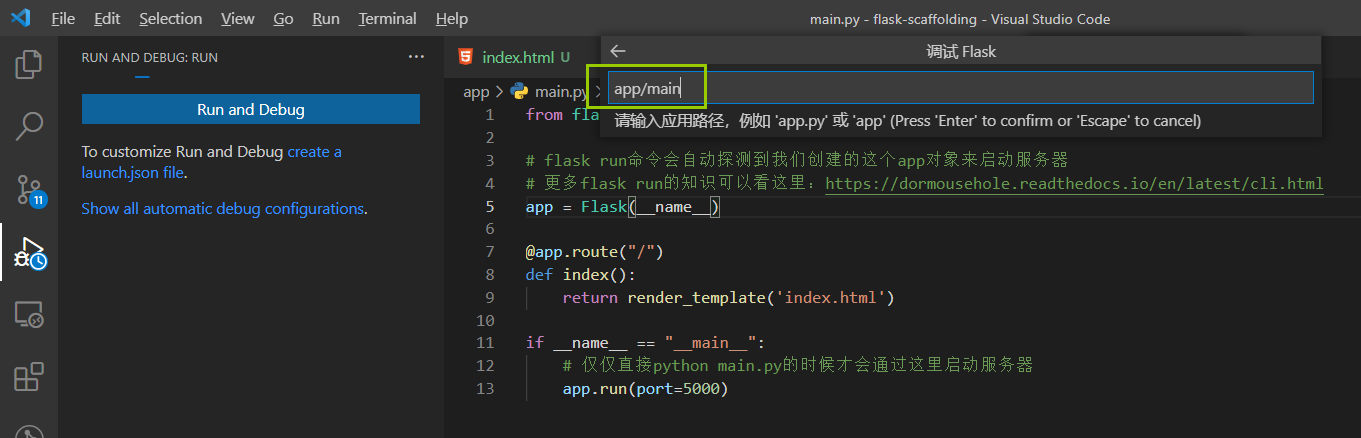 File Edit Selection View Go Run Terminal Help
main.py - flask-scaffolding - Visual Studio Code
RUN AND DEBUG: RUN
Run and Debug
To customize Run and Debug create a
launch.json file.
Show all automatic debug configurations.
11
index.html U
调试 Flask
app/main
请输入应用路径，例如 'app.py' 或 'app' (Press 'Enter' to confirm or 'Escape' to cancel)
app > main.py >
1 from fla
2
3 # flask run命令会自动探测到我们创建的这个app对象来启动服务器
4 # 更多flask run的知识可以看这里：https://dormousehole.readthedocs.io/en/latest/cli.html
5 app = Flask(__name__)
6
7 @app.route("/")
8 def index():
9 return render_template('index.html')
10
11 if __name__ == "__main__":
12 # 仅仅直接python main.py的时候才会通过这里启动服务器
13 app.run(port=5000)